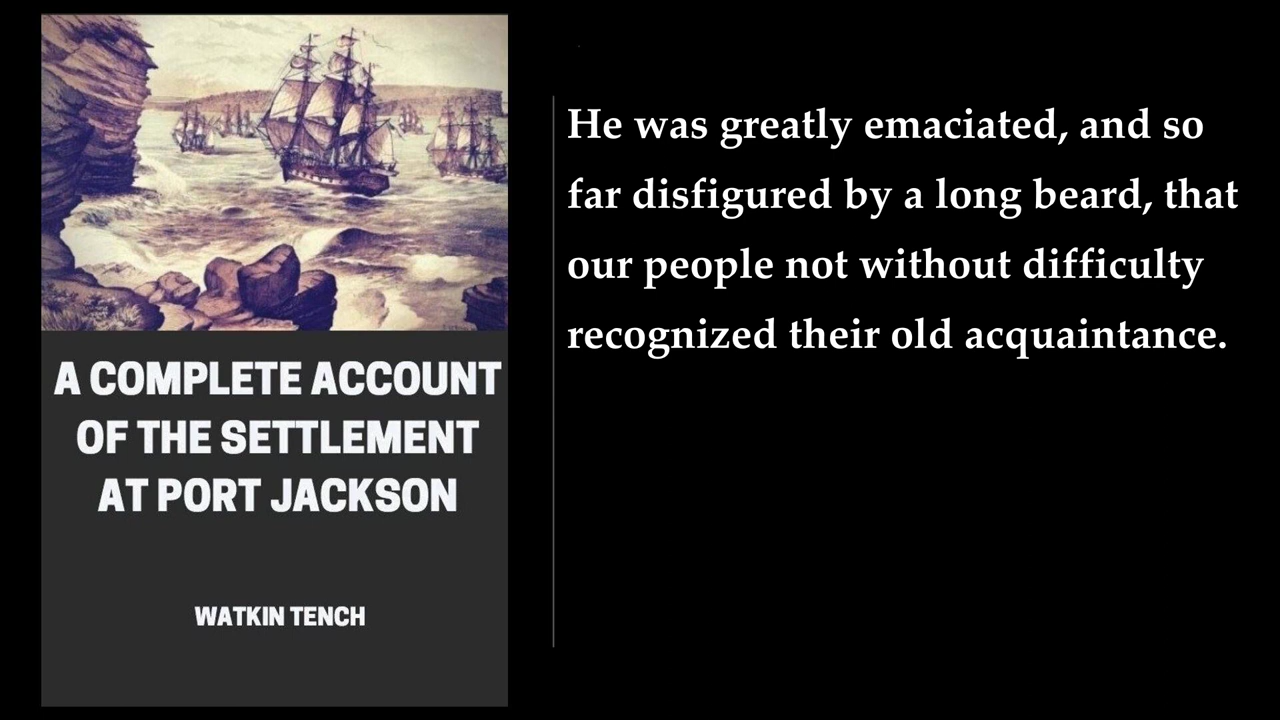 A COMPLETE ACCOUNT
OF THE SETTLEMENT
AT PORT JACKSON
WATKIN TENCH
He was greatly emaciated, and so
far disfigured by a long beard, that
our people not without difficulty
recognized their old acquaintance.